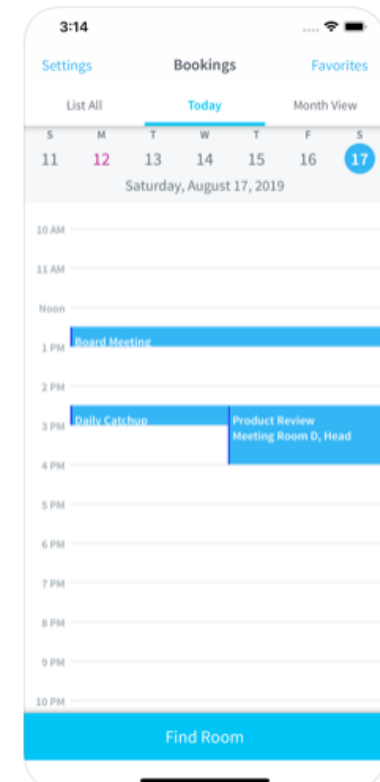 3:14
Settings Bookings Favorites
List All Today Month View
S M T W T F S
11 12 13 14 15 16 17
Saturday, August 17, 2019
10 AM
11 AM
Noon
Board Meeting
1 PM
2 PM
Daily Catchup Product Review
3 PM Meeting Room D, Head
4 PM
5 PM
6 PM
7 PM
8 PM
9 PM
10 PM
Find Room